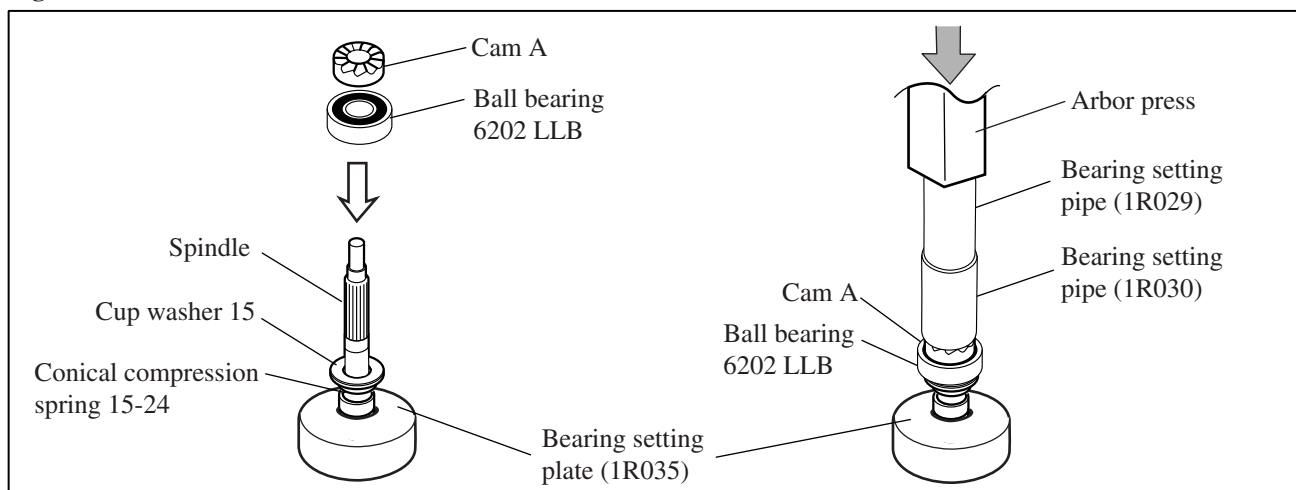 Cam A
Ball bearing
6202 LLB
Spindle
Cup washer 15
Conical compression
spring 15-24
Bearing setting
plate (1R035)
Arbor press
Bearing setting
pipe (1R029)
Bearing setting
pipe (1R030)
Cam A
Ball bearing
6202 LLB